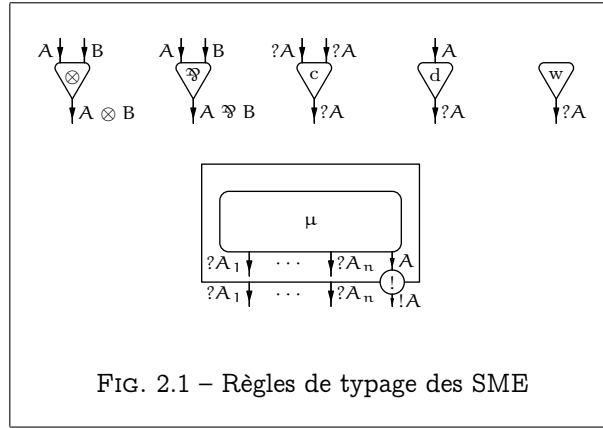 A B A B ?A ?A A
⊗ ⅋ c d w
A ⊗ B A ⅋ B ?A ?A ?A
μ
?A₁ ··· ?Aₙ A
!
?A₁ ··· ?Aₙ !A
FIG. 2.1 – Règles de typage des SME